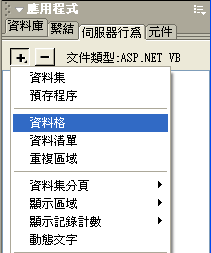 應用程式
資料庫 繫結 伺服器行為 元件
文件類型:ASP.NET VB
資料集
預存程序
資料格
資料清單
重複區域
資料集分頁
顯示區域
顯示記錄計數
動態文字